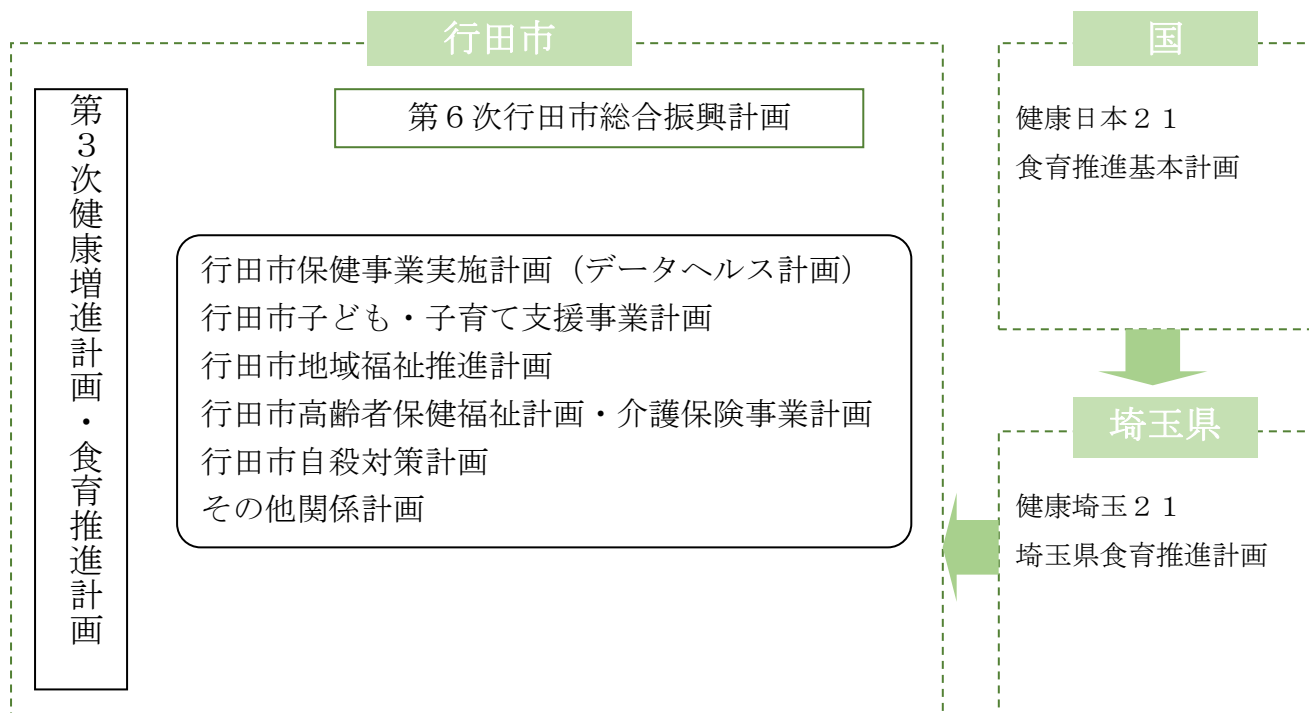 行田市
第６次行田市総合振興計画
第３次健康増進計画・食育推進計画
行田市保健事業実施計画（データヘルス計画）
行田市子ども・子育て支援事業計画
行田市地域福祉推進計画
行田市高齢者保健福祉計画・介護保険事業計画
行田市自殺対策計画
その他関係計画
国
健康日本２１
食育推進基本計画
埼玉県
健康埼玉２１
埼玉県食育推進計画